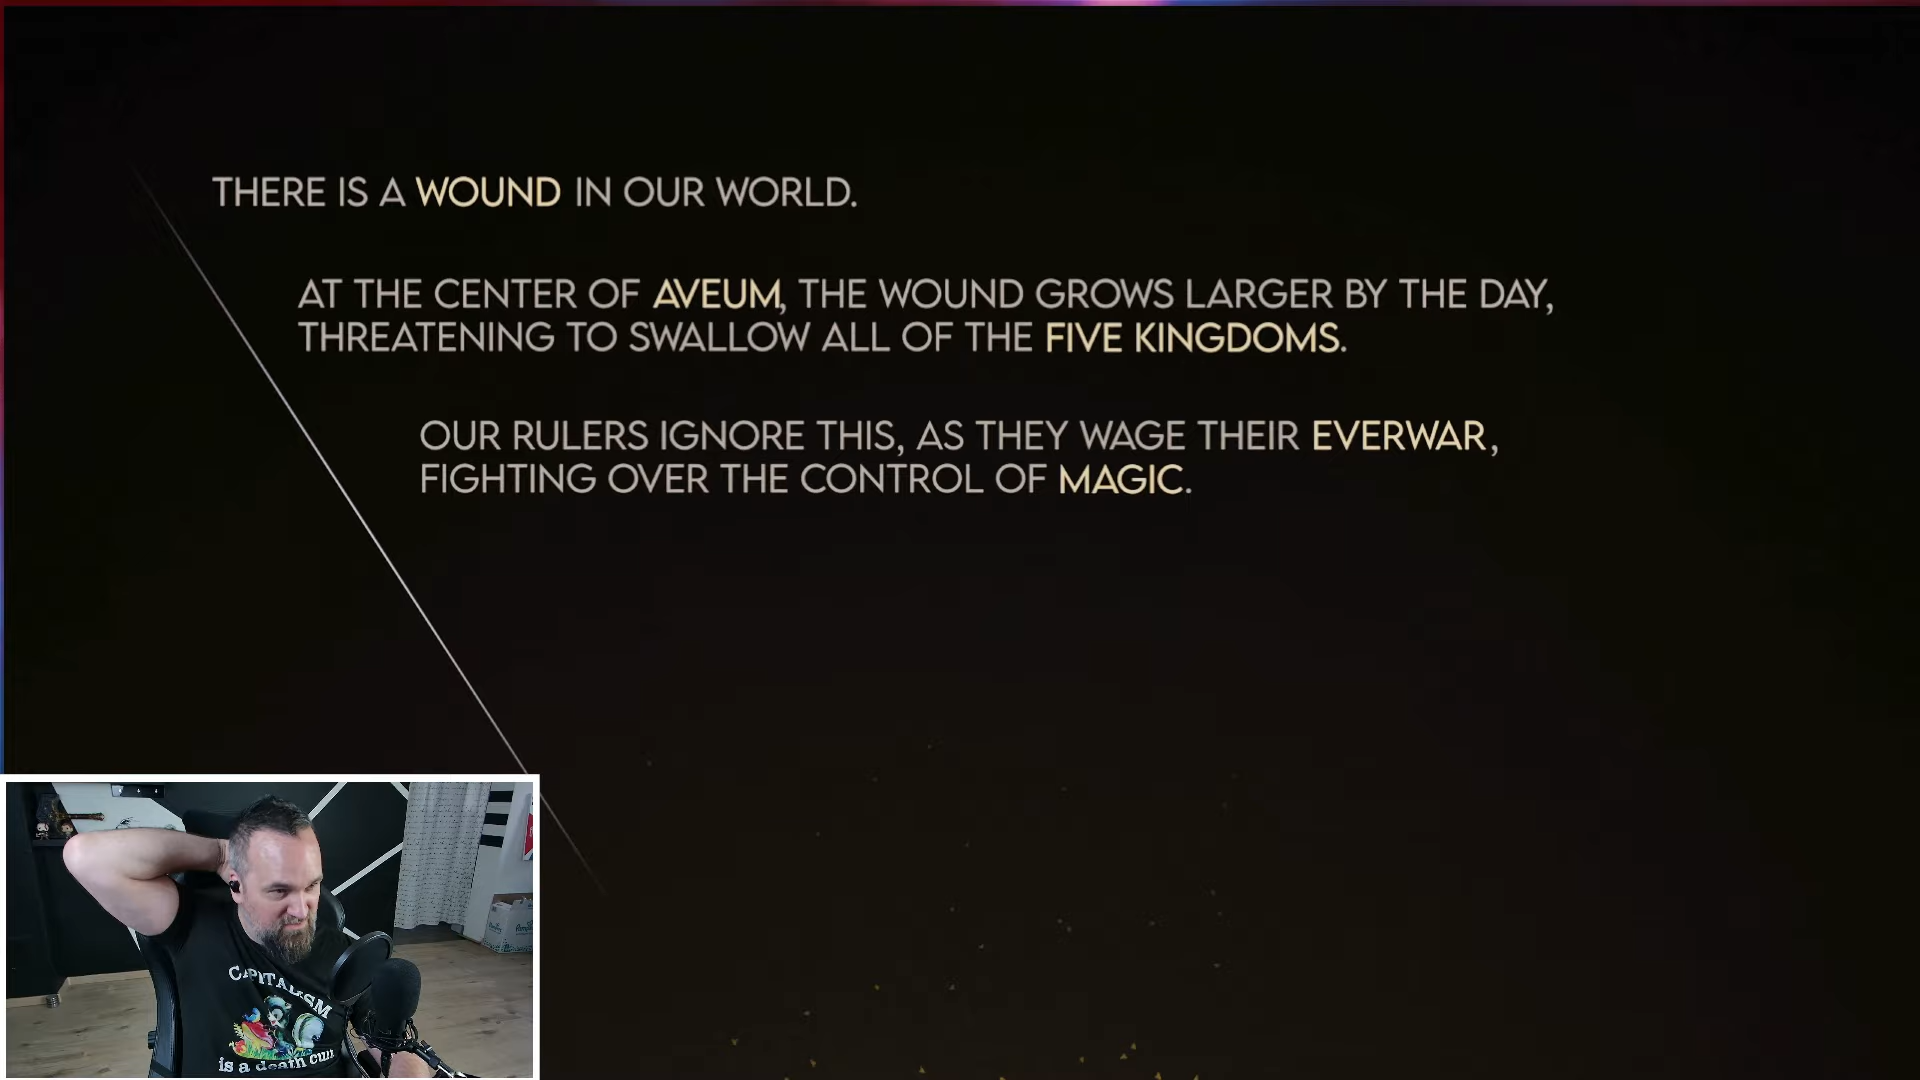 THERE IS A WOUND IN OUR WORLD.
AT THE CENTER OF AVEUM, THE WOUND GROWS LARGER BY THE DAY,
THREATENING TO SWALLOW ALL OF THE FIVE KINGDOMS.
OUR RULERS IGNORE THIS, AS THEY WAGE THEIR EVERWAR,
FIGHTING OVER THE CONTROL OF MAGIC.
CAPITALISM
is a death cult